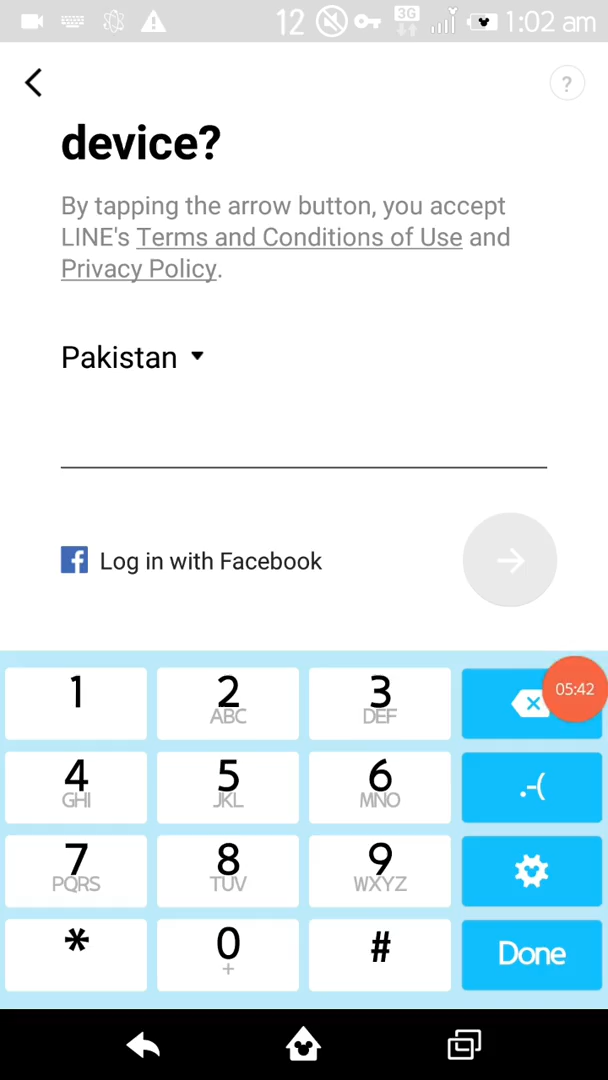 12 3G 1:02 am
?
device?
By tapping the arrow button, you accept
LINE's Terms and Conditions of Use and
Privacy Policy.
Pakistan
f Log in with Facebook
05:42
1 2 ABC 3 DEF
4 GHI 5 JKL 6 MNO .-(
7 PQRS 8 TUV 9 WXYZ
* 0 + # Done